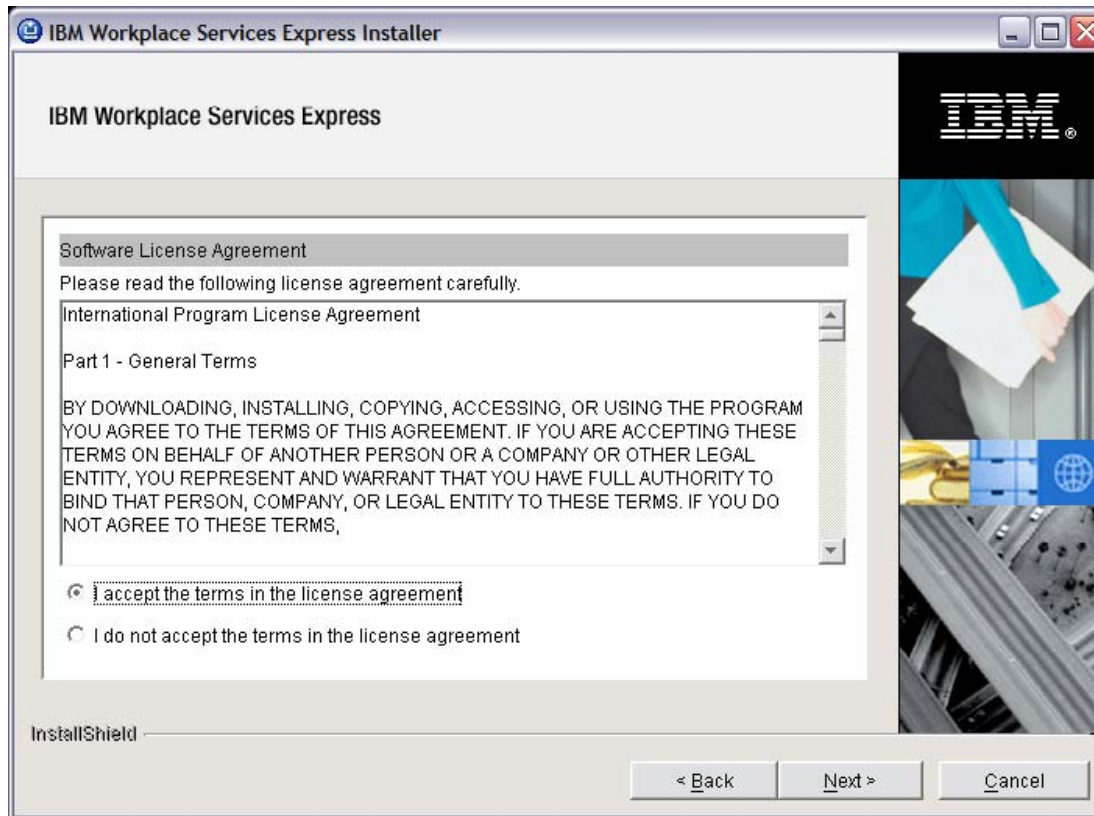 IBM Workplace Services Express Installer
IBM Workplace Services Express
IBM®
Software License Agreement
Please read the following license agreement carefully.
International Program License Agreement
Part 1 - General Terms
BY DOWNLOADING, INSTALLING, COPYING, ACCESSING, OR USING THE PROGRAM
YOU AGREE TO THE TERMS OF THIS AGREEMENT. IF YOU ARE ACCEPTING THESE
TERMS ON BEHALF OF ANOTHER PERSON OR A COMPANY OR OTHER LEGAL
ENTITY, YOU REPRESENT AND WARRANT THAT YOU HAVE FULL AUTHORITY TO
BIND THAT PERSON, COMPANY, OR LEGAL ENTITY TO THESE TERMS. IF YOU DO
NOT AGREE TO THESE TERMS,
I accept the terms in the license agreement
I do not accept the terms in the license agreement
InstallShield
< Back
Next >
Cancel